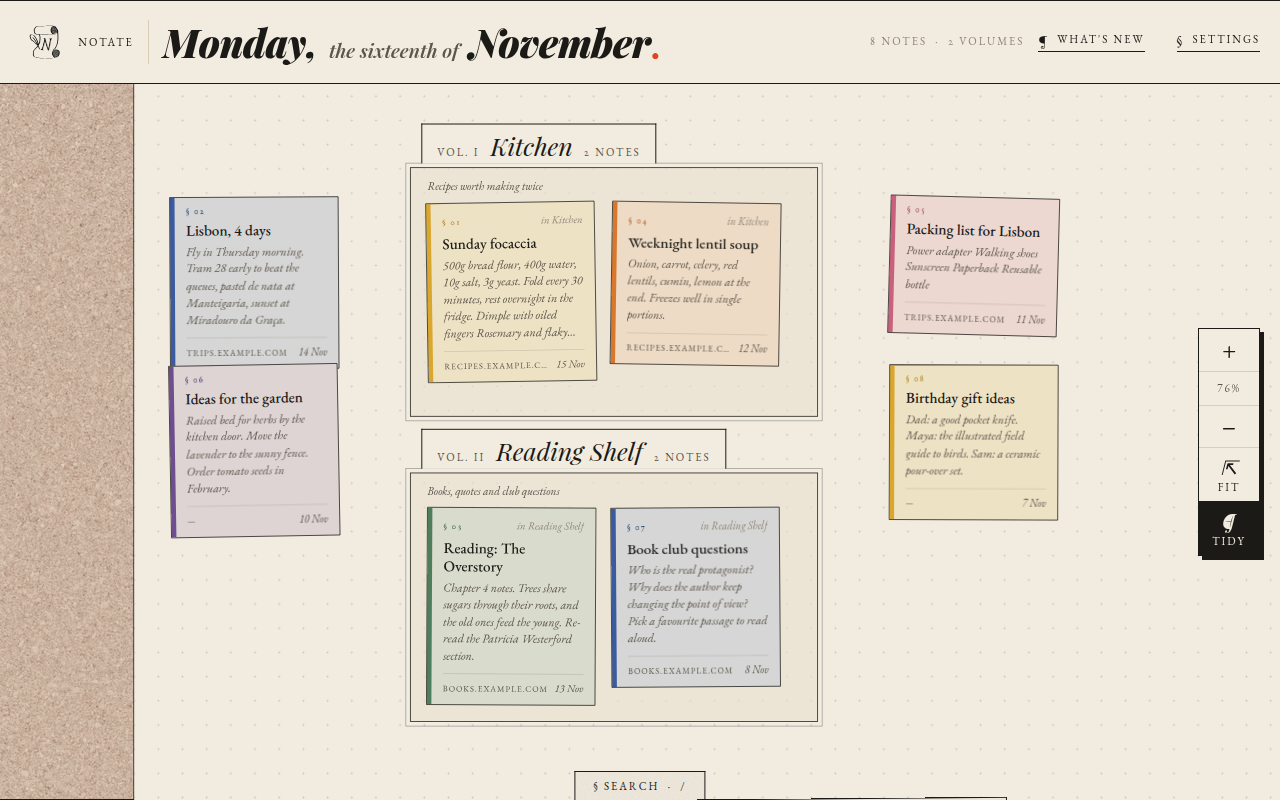 NOTATE
Monday, the sixteenth of November.
8 NOTES · 2 VOLUMES
¶ WHAT'S NEW
§ SETTINGS
VOL. I Kitchen 2 NOTES
Recipes worth making twice
§ 02
Lisbon, 4 days
Fly in Thursday morning.
Tram 28 early to beat the
queues, pastel de nata at
Manteigaria, sunset at
Miradouro da Graça.
TRIPS.EXAMPLE.COM 14 Nov
§ 01 in Kitchen
Sunday focaccia
500g bread flour, 400g water,
10g salt, 3g yeast. Fold every 30
minutes, rest overnight in the
fridge. Dimple with oiled
fingers Rosemary and flaky...
RECIPES.EXAMPLE.C... 15 Nov
§ 04 in Kitchen
Weeknight lentil soup
Onion, carrot, celery, red
lentils, cumin, lemon at the
end. Freezes well in single
portions.
RECIPES.EXAMPLE.C... 12 Nov
§ 05
Packing list for Lisbon
Power adapter Walking shoes
Sunscreen Paperback Reusable
bottle
TRIPS.EXAMPLE.COM 11 Nov
§ 06
Ideas for the garden
Raised bed for herbs by the
kitchen door. Move the
lavender to the sunny fence.
Order tomato seeds in
February.
— 10 Nov
§ 08
Birthday gift ideas
Dad: a good pocket knife.
Maya: the illustrated field
guide to birds. Sam: a ceramic
pour-over set.
— 7 Nov
VOL. II Reading Shelf 2 NOTES
Books, quotes and club questions
§ 03 in Reading Shelf
Reading: The
Overstory
Chapter 4 notes. Trees share
sugars through their roots, and
the old ones feed the young. Re-
read the Patricia Westerford
section.
BOOKS.EXAMPLE.COM 13 Nov
§ 07 in Reading Shelf
Book club questions
Who is the real protagonist?
Why does the author keep
changing the point of view?
Pick a favourite passage to read
aloud.
BOOKS.EXAMPLE.COM 8 Nov
+
76%
−
FIT
¶
TIDY
§ SEARCH · /